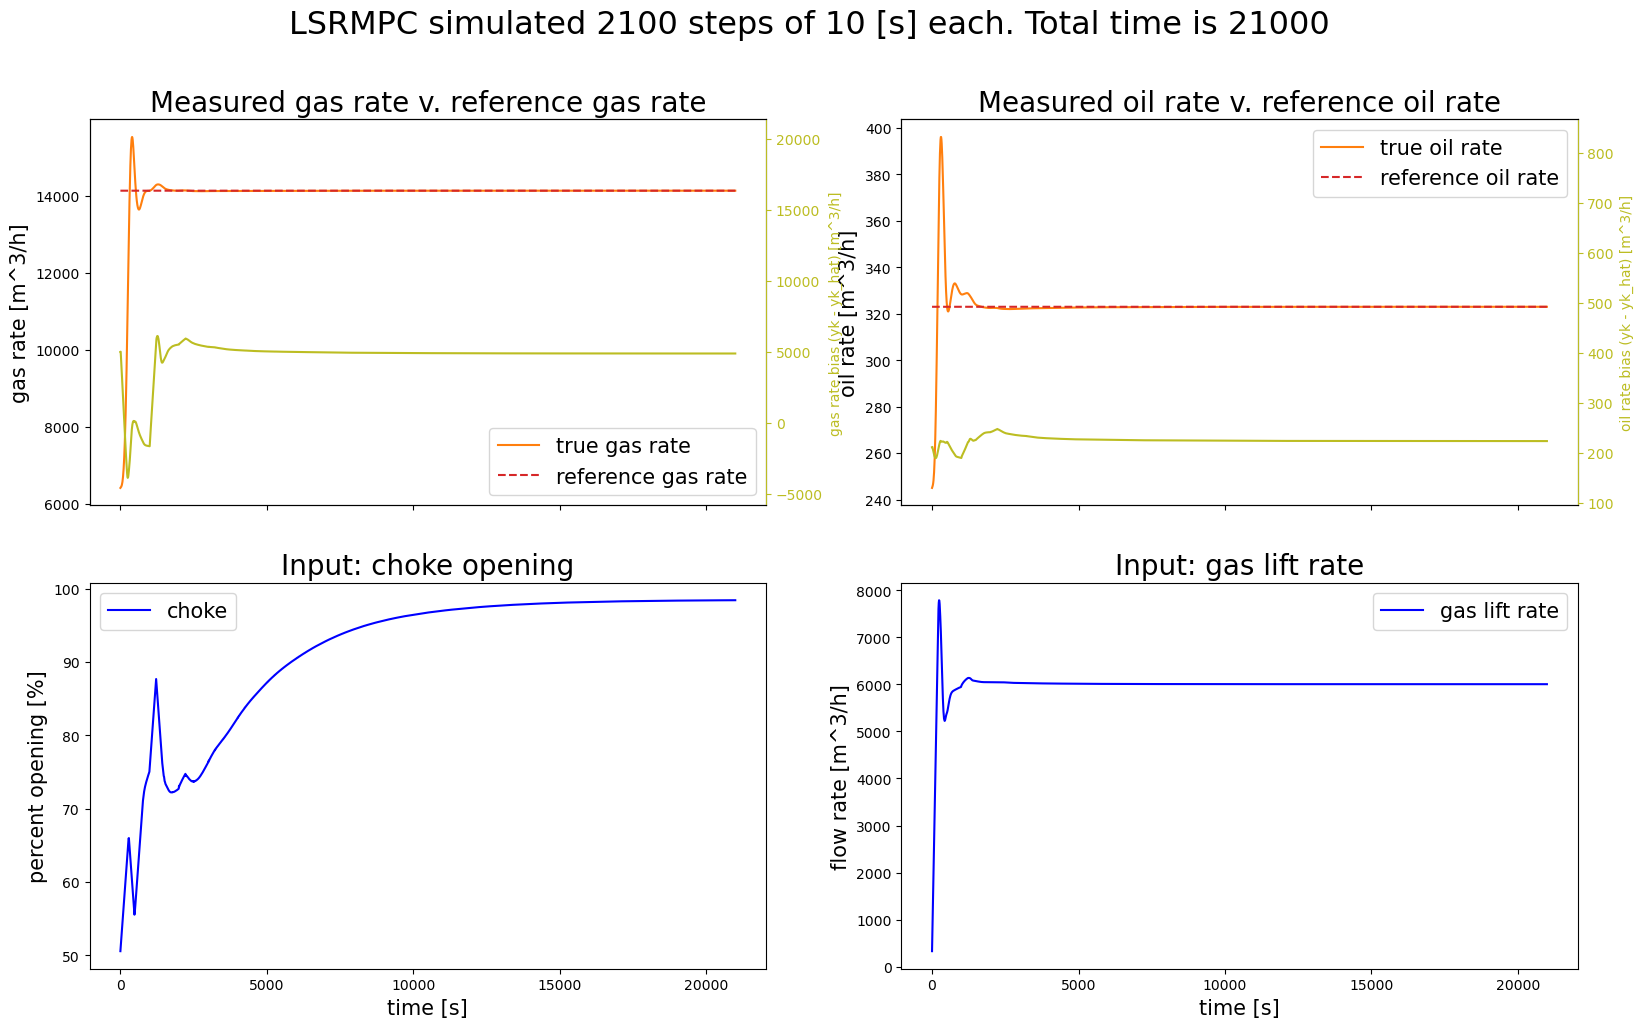 LSRMPC simulated 2100 steps of 10 [s] each. Total time is 21000
Measured gas rate v. reference gas rate
gas rate [m^3/h]
14000
12000
10000
8000
6000
20000
15000
10000
5000
0
−5000
gas rate bias (yk - yk_hat) [m^3/h]
true gas rate
reference gas rate
Measured oil rate v. reference oil rate
oil rate [m^3/h]
400
380
360
340
320
300
280
260
240
800
700
600
500
400
300
200
100
oil rate bias (yk - yk_hat) [m^3/h]
true oil rate
reference oil rate
Input: choke opening
percent opening [%]
100
90
80
70
60
50
choke
0
5000
10000
15000
20000
time [s]
Input: gas lift rate
flow rate [m^3/h]
8000
7000
6000
5000
4000
3000
2000
1000
0
gas lift rate
0
5000
10000
15000
20000
time [s]